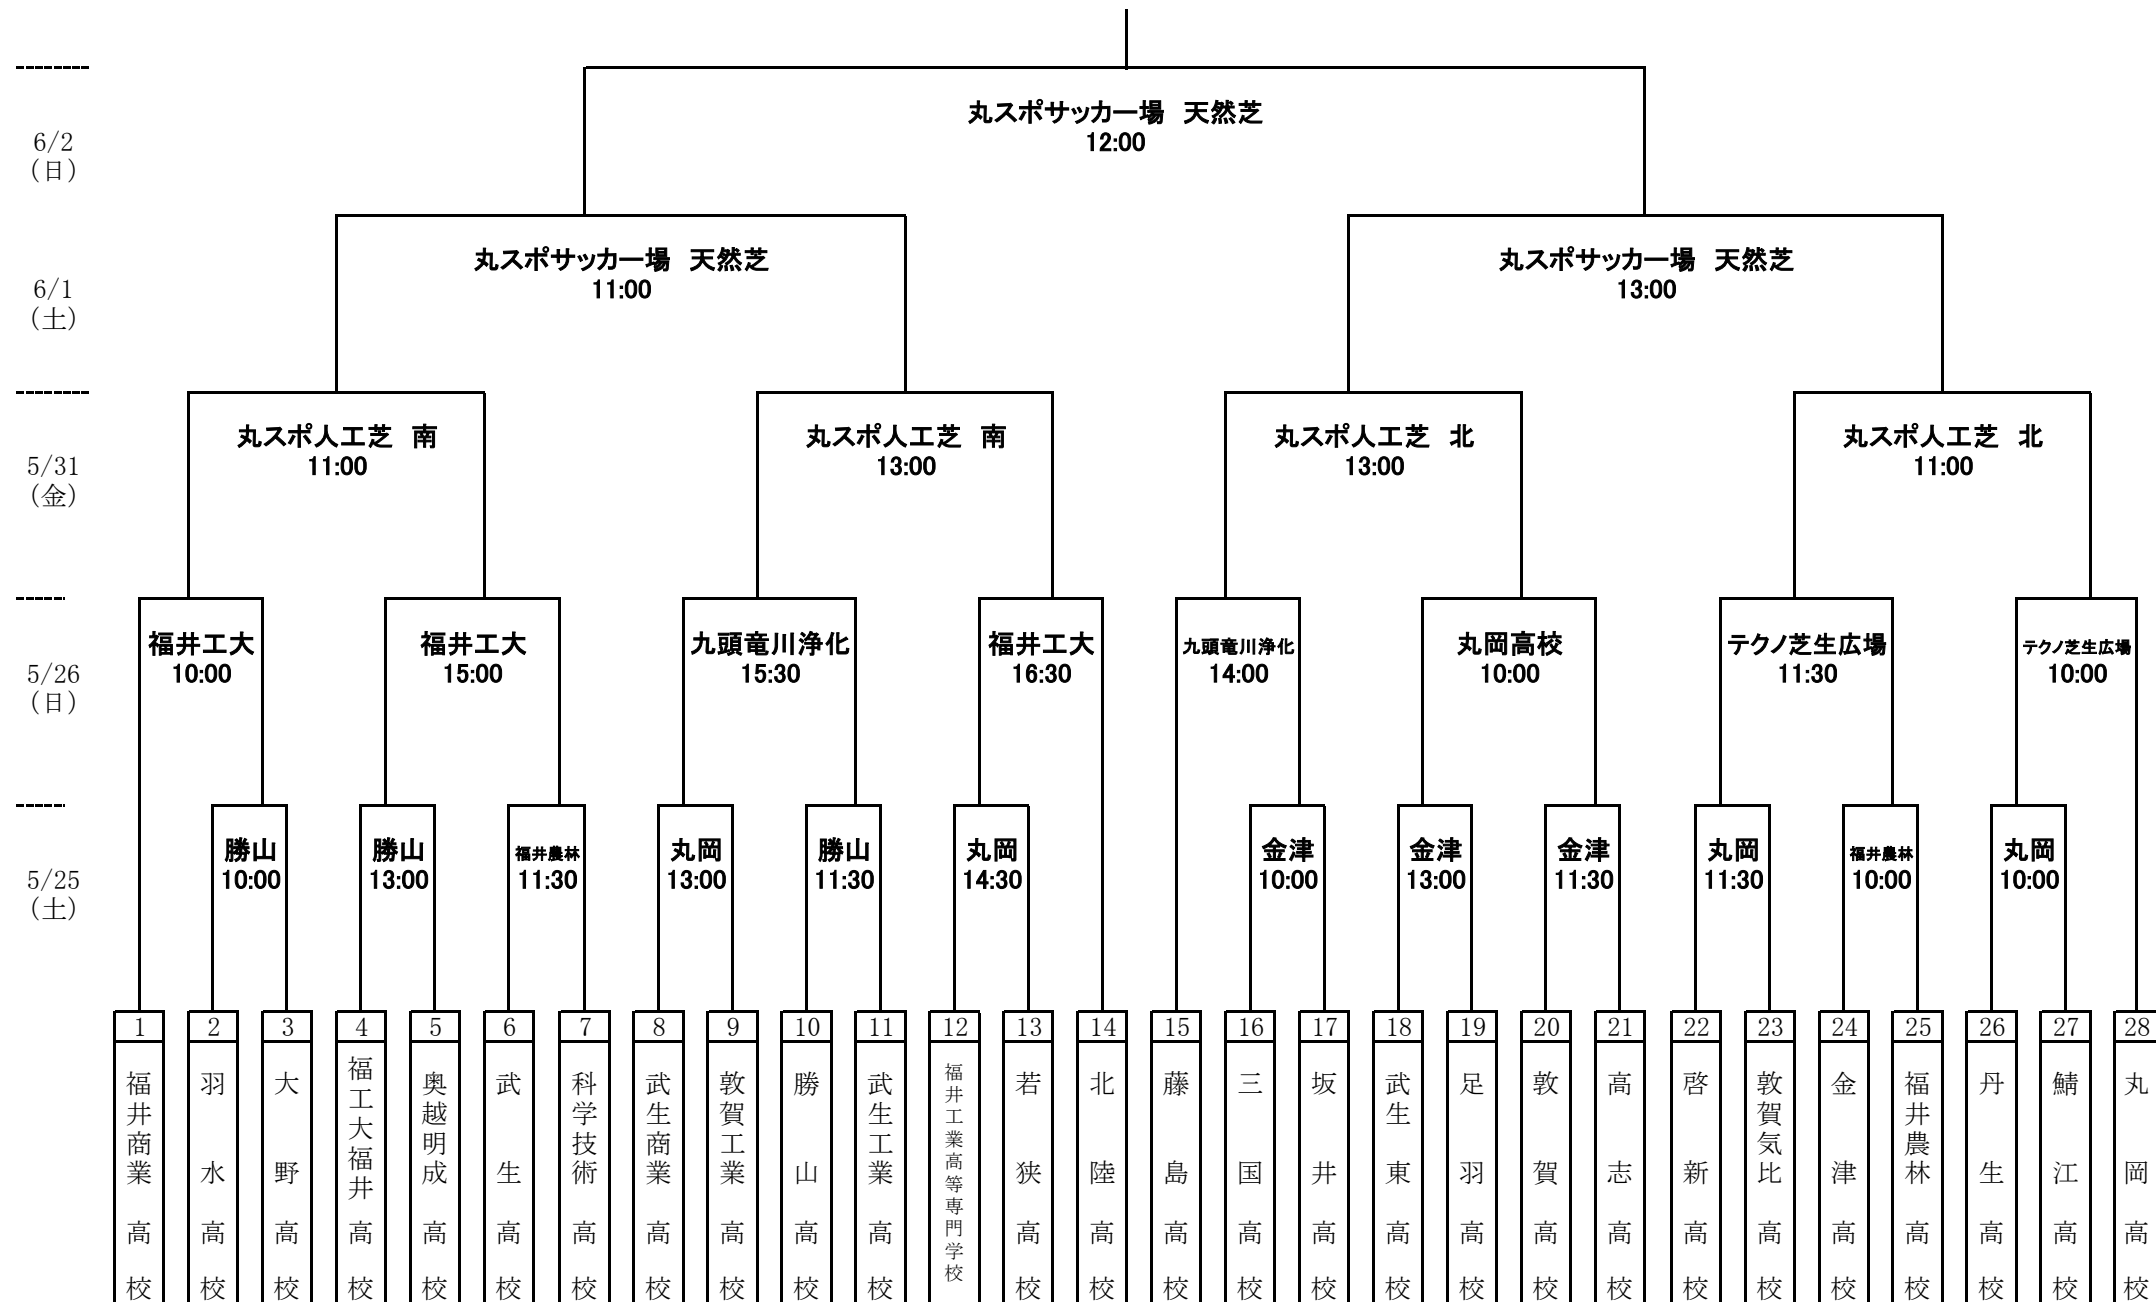 丸スポサッカー場　天然芝
12:00
6/2
(日)
丸スポサッカー場　天然芝
11:00
丸スポサッカー場　天然芝
13:00
6/1
(土)
丸スポ人工芝　南
11:00
丸スポ人工芝　南
13:00
丸スポ人工芝　北
13:00
丸スポ人工芝　北
11:00
5/31
(金)
福井工大
10:00
福井工大
15:00
九頭竜川浄化
15:30
福井工大
16:30
九頭竜川浄化
14:00
丸岡高校
10:00
テクノ芝生広場
11:30
テクノ芝生広場
10:00
5/26
(日)
勝山
10:00
勝山
13:00
福井農林
11:30
丸岡
13:00
勝山
11:30
丸岡
14:30
金津
10:00
金津
13:00
金津
11:30
丸岡
11:30
福井農林
10:00
丸岡
10:00
5/25
(土)
1
福井商業高校
2
羽水高校
3
大野高校
4
福工大福井高校
5
奥越明成高校
6
武生高校
7
科学技術高校
8
武生商業高校
9
敦賀工業高校
10
勝山高校
11
武生工業高校
12
福井工業高等専門学校
13
若狭高校
14
北陸高校
15
藤島高校
16
三国高校
17
坂井高校
18
武生東高校
19
足羽高校
20
敦賀高校
21
高志高校
22
啓新高校
23
敦賀気比高校
24
金津高校
25
福井農林高校
26
丹生高校
27
鯖江高校
28
丸岡高校